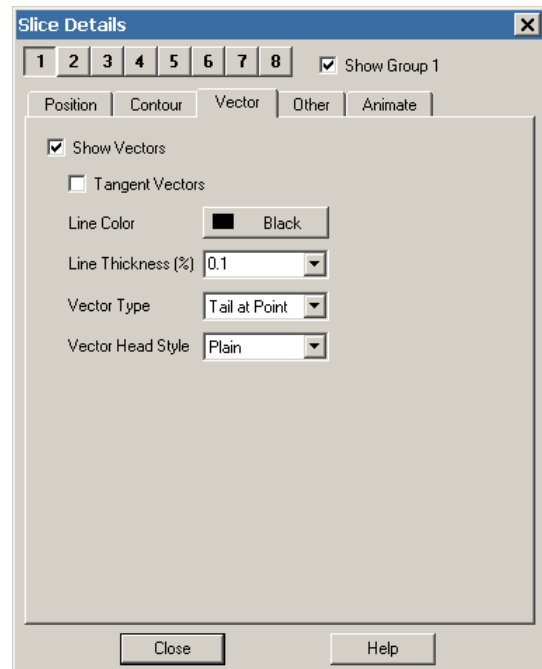 Slice Details
1 2 3 4 5 6 7 8 Show Group 1
Position Contour Vector Other Animate
Show Vectors
Tangent Vectors
Line Color Black
Line Thickness (%) 0.1
Vector Type Tail at Point
Vector Head Style Plain
Close Help